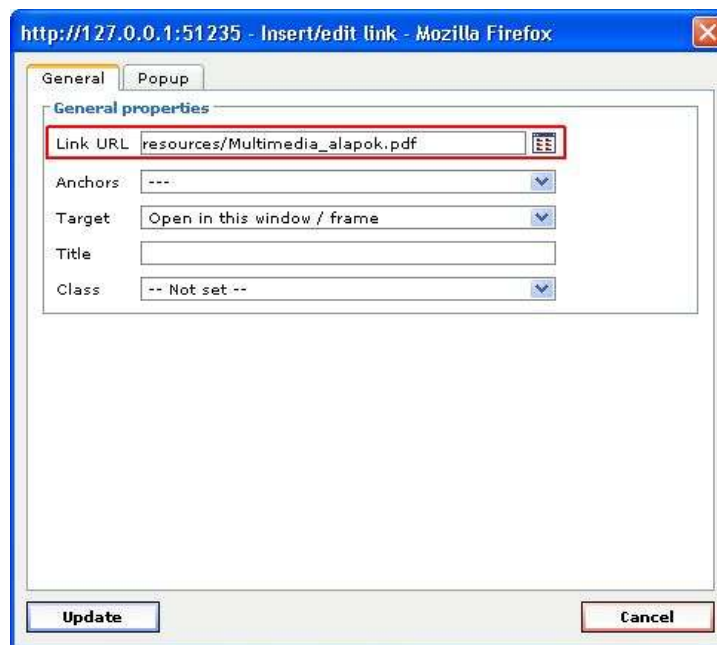 http://127.0.0.1:51235 - Insert/edit link - Mozilla Firefox
General Popup
General properties
Link URL resources/Multimedia_alapok.pdf
Anchors ---
Target Open in this window / frame
Title
Class -- Not set --
Update Cancel